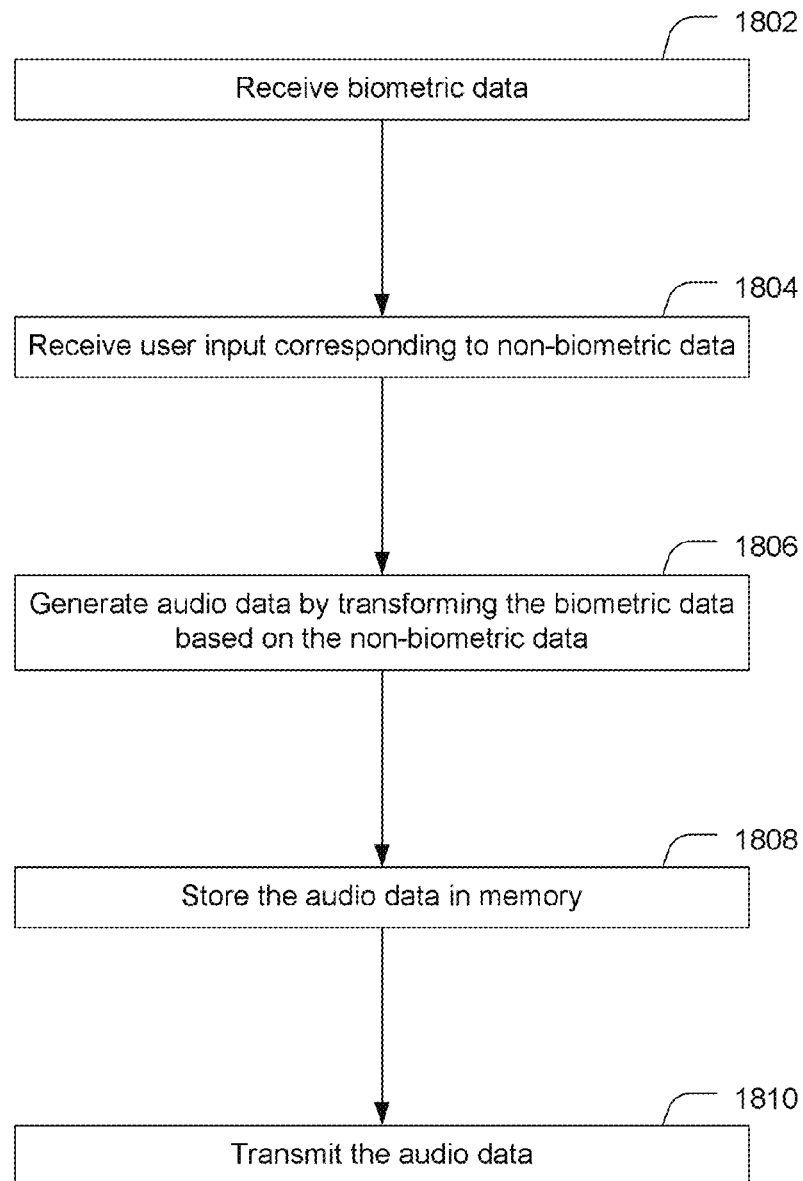 1802
Receive biometric data
1804
Receive user input corresponding to non-biometric data
1806
Generate audio data by transforming the biometric data
based on the non-biometric data
1808
Store the audio data in memory
1810
Transmit the audio data